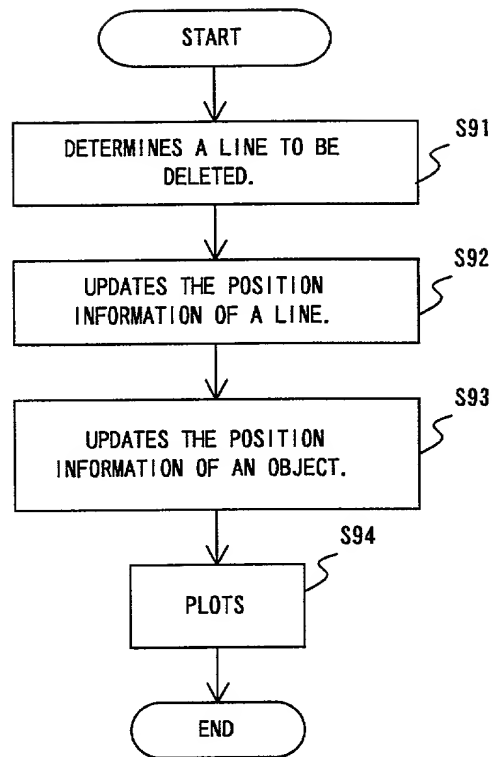 START
DETERMINES A LINE TO BE
DELETED.
S91
UPDATES THE POSITION
INFORMATION OF A LINE.
S92
UPDATES THE POSITION
INFORMATION OF AN OBJECT.
S93
PLOTS
S94
END